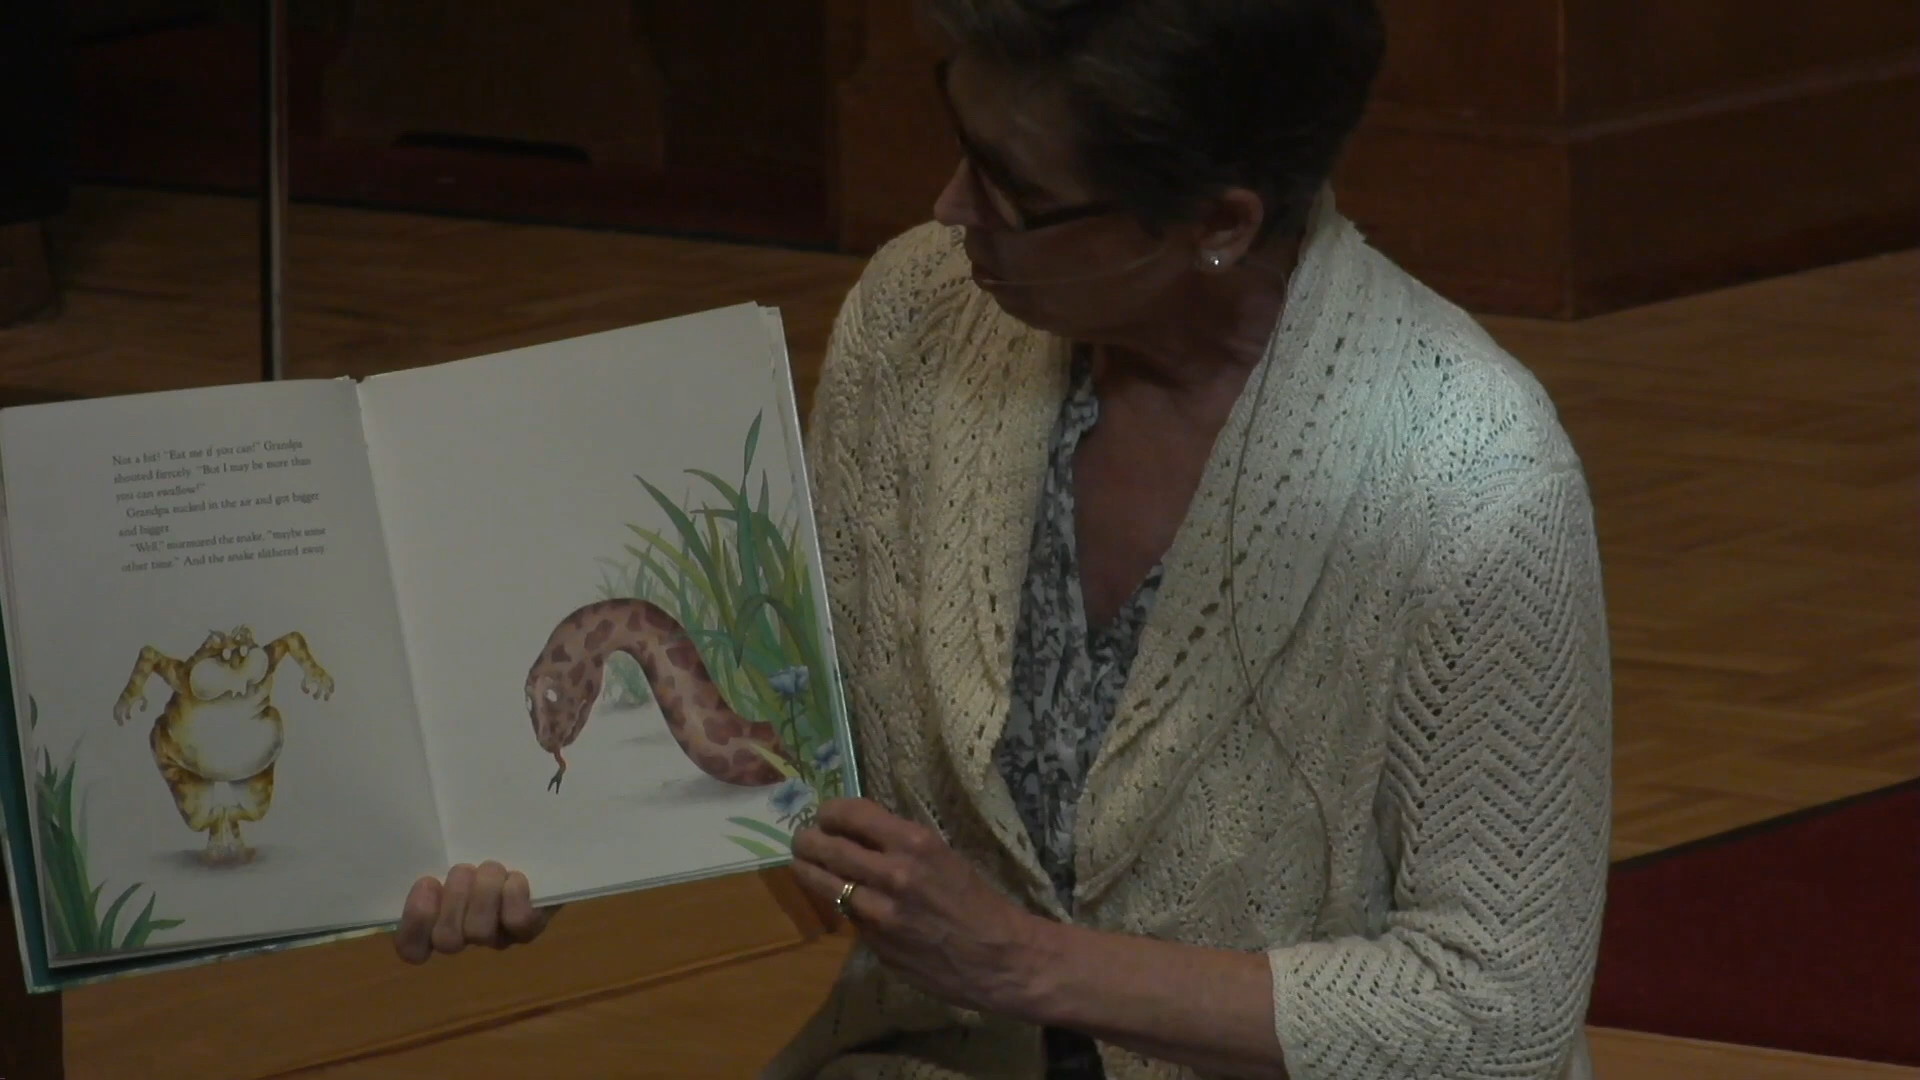 Not a bit! "Eat me if you can!" Grandpa
shouted fiercely. "But I may be more than
you can swallow!"
Grandpa sucked in the air and got bigger
and bigger.
"Well," murmured the snake, "maybe some
other time." And the snake slithered away.